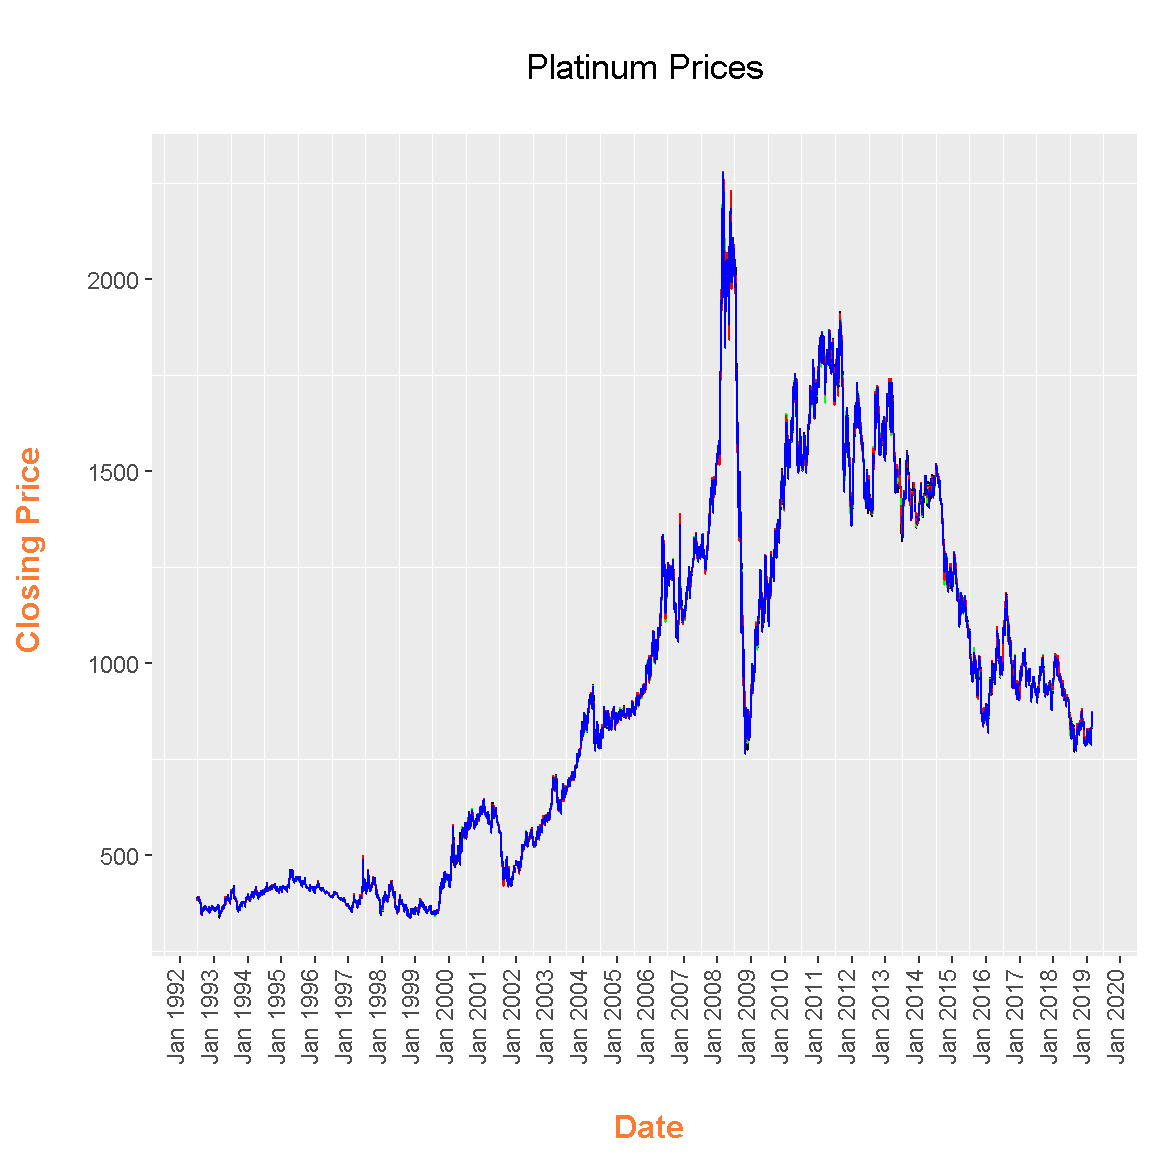 Platinum Prices
Closing Price
2000
1500
1000
500
Jan 1992
Jan 1993
Jan 1994
Jan 1995
Jan 1996
Jan 1997
Jan 1998
Jan 1999
Jan 2000
Jan 2001
Jan 2002
Jan 2003
Jan 2004
Jan 2005
Jan 2006
Jan 2007
Jan 2008
Jan 2009
Jan 2010
Jan 2011
Jan 2012
Jan 2013
Jan 2014
Jan 2015
Jan 2016
Jan 2017
Jan 2018
Jan 2019
Jan 2020
Date